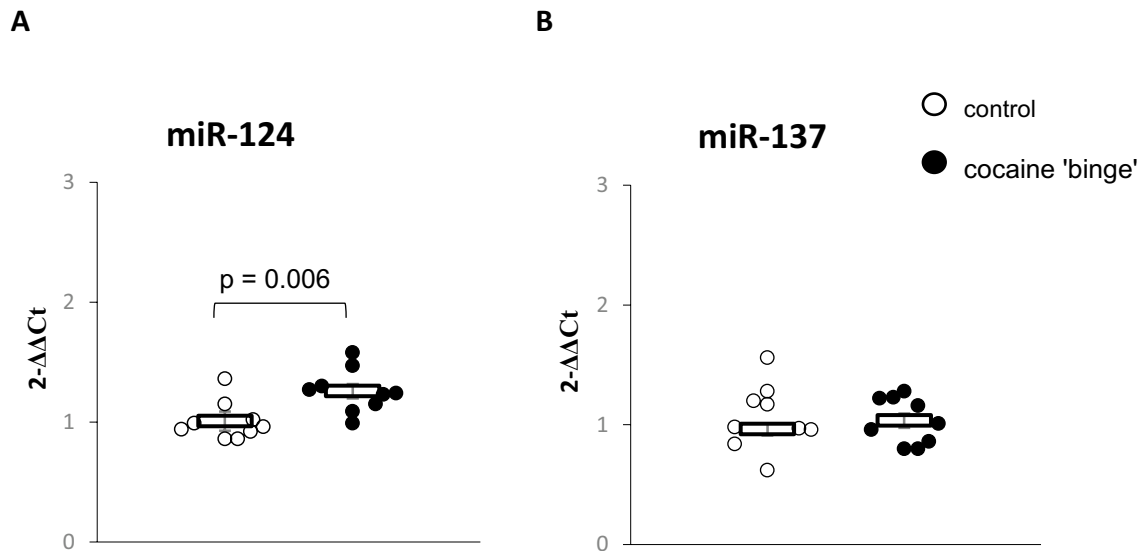 A
B
miR-124
miR-137
control
cocaine 'binge'
3
2
1
0
2-ΔΔCt
p = 0.006
3
2
1
0
2-ΔΔCt